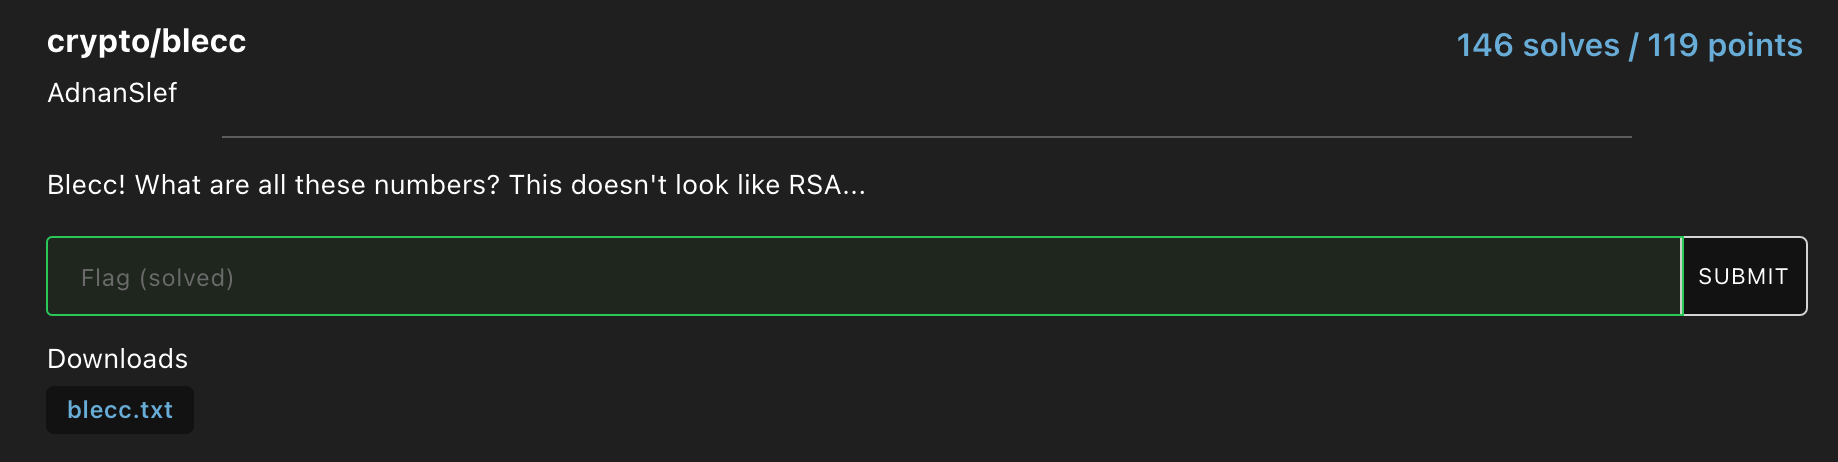 crypto/blecc
146 solves / 119 points
AdnanSlef
Blecc! What are all these numbers? This doesn't look like RSA...
Flag (solved)
SUBMIT
Downloads
blecc.txt